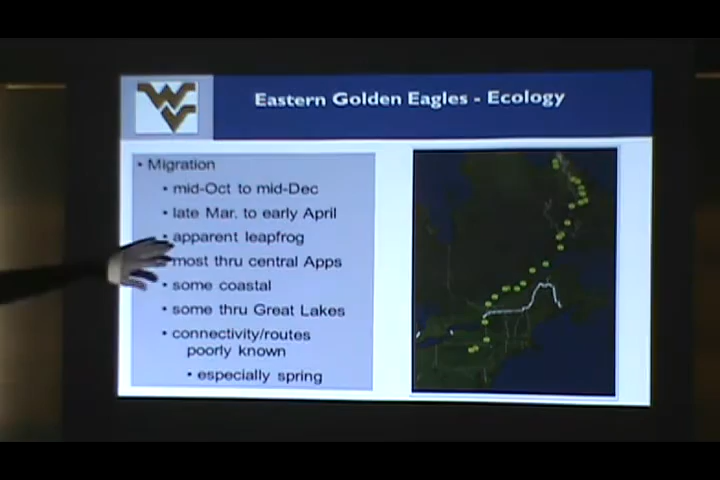 WV
Eastern Golden Eagles - Ecology
• Migration
• mid-Oct to mid-Dec
• late Mar. to early April
• apparent leapfrog
most thru central Apps
• some coastal
• some thru Great Lakes
• connectivity/routes
poorly known
• especially spring